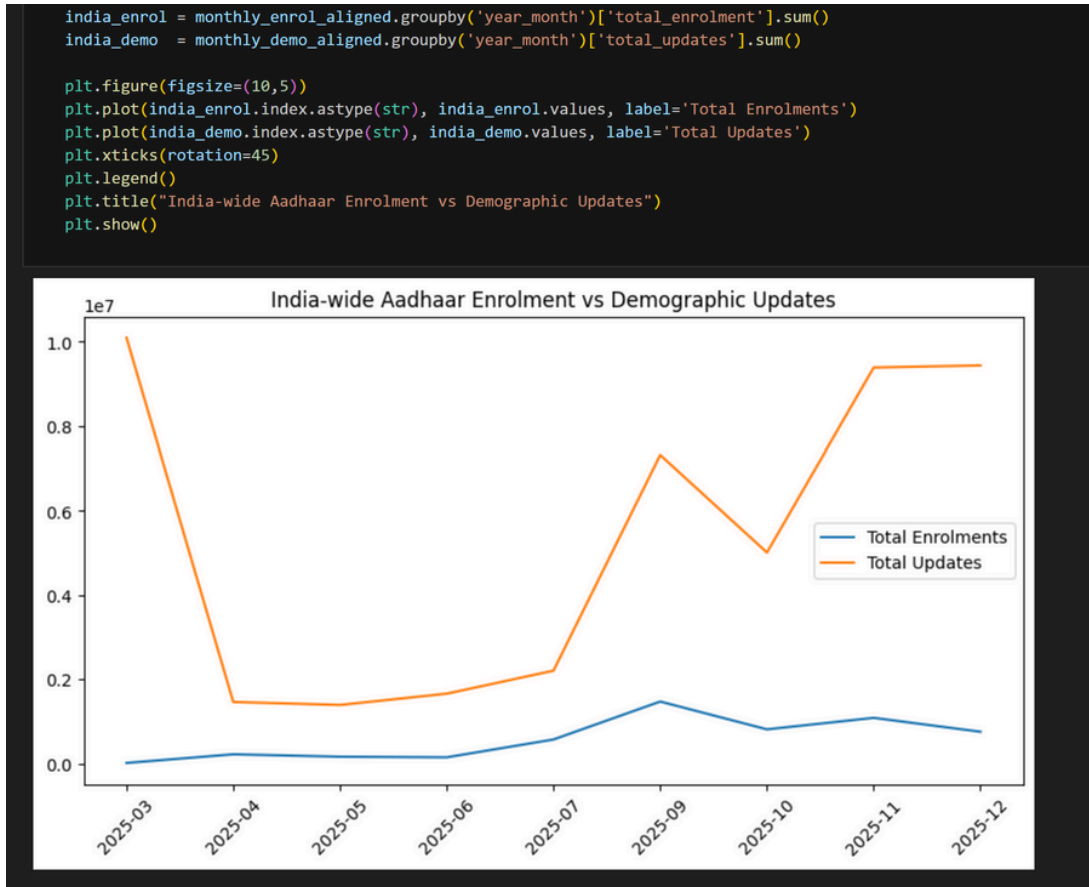 india_enrol = monthly_enrol_aligned.groupby('year_month')['total_enrolment'].sum()
india_demo  = monthly_demo_aligned.groupby('year_month')['total_updates'].sum()
plt.figure(figsize=(10,5))
plt.plot(india_enrol.index.astype(str), india_enrol.values, label='Total Enrolments')
plt.plot(india_demo.index.astype(str), india_demo.values, label='Total Updates')
plt.xticks(rotation=45)
plt.legend()
plt.title("India-wide Aadhaar Enrolment vs Demographic Updates")
plt.show()
India-wide Aadhaar Enrolment vs Demographic Updates
1e7
1.0
0.8
0.6
0.4
0.2
0.0
Total Enrolments
Total Updates
2025-03
2025-04
2025-05
2025-06
2025-07
2025-09
2025-10
2025-11
2025-12